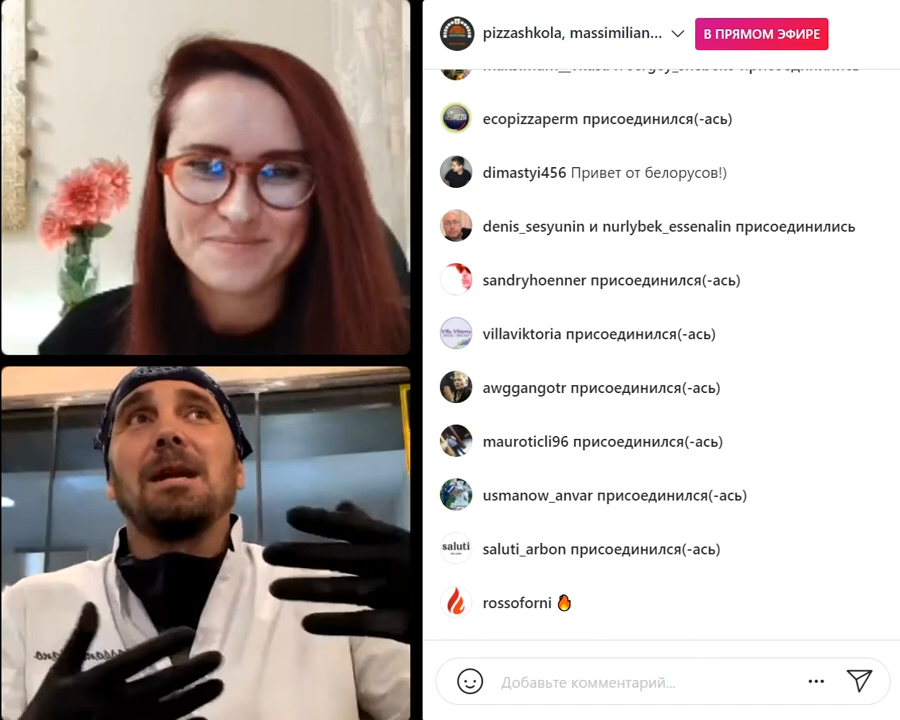 pizzashkola, massimilian...
В ПРЯМОМ ЭФИРЕ
ecopizzaperm присоединился(-ась)
dimastyi456 Привет от белорусов!)
denis_sesyunin и nurlybek_essenalin присоединились
sandryhoenner присоединился(-ась)
villaviktoria присоединился(-ась)
awggangotr присоединился(-ась)
mauroticli96 присоединился(-ась)
usmanow_anvar присоединился(-ась)
saluti
saluti_arbon присоединился(-ась)
rossoforni 🔥
Добавьте комментарий...